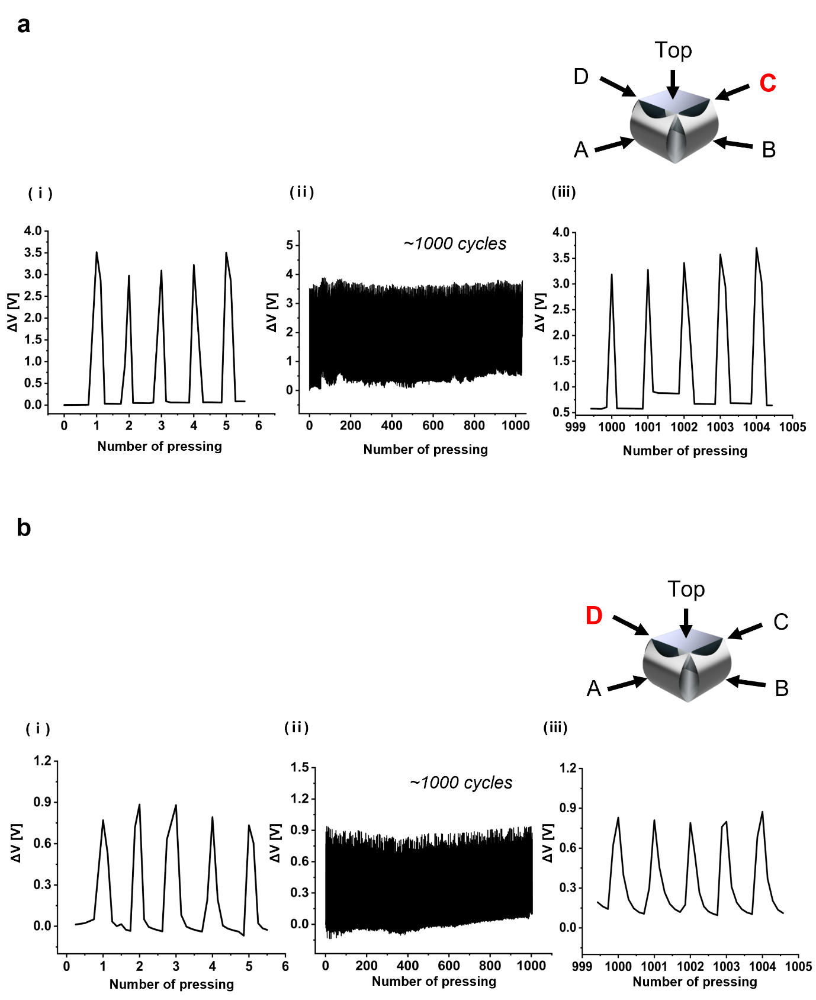 a
Top
D
C
A
B
( i )
(ii)
(iii)
4.0
3.5
3.0
2.5
2.0
1.5
1.0
0.5
0.0
ΔV [V]
0 1 2 3 4 5 6
Number of pressing
~1000 cycles
5
4
3
2
1
0
ΔV [V]
0 200 400 600 800 1000
Number of pressing
4.0
3.5
3.0
2.5
2.0
1.5
1.0
0.5
ΔV [V]
999 1000 1001 1002 1003 1004 1005
Number of pressing
b
Top
D
C
A
B
( i )
(ii)
(iii)
1.2
0.9
0.6
0.3
0.0
ΔV [V]
0 1 2 3 4 5 6
Number of pressing
~1000 cycles
1.5
1.2
0.9
0.6
0.3
0.0
ΔV [V]
0 200 400 600 800 1000
Number of pressing
1.2
0.9
0.6
0.3
0.0
ΔV [V]
999 1000 1001 1002 1003 1004 1005
Number of pressing